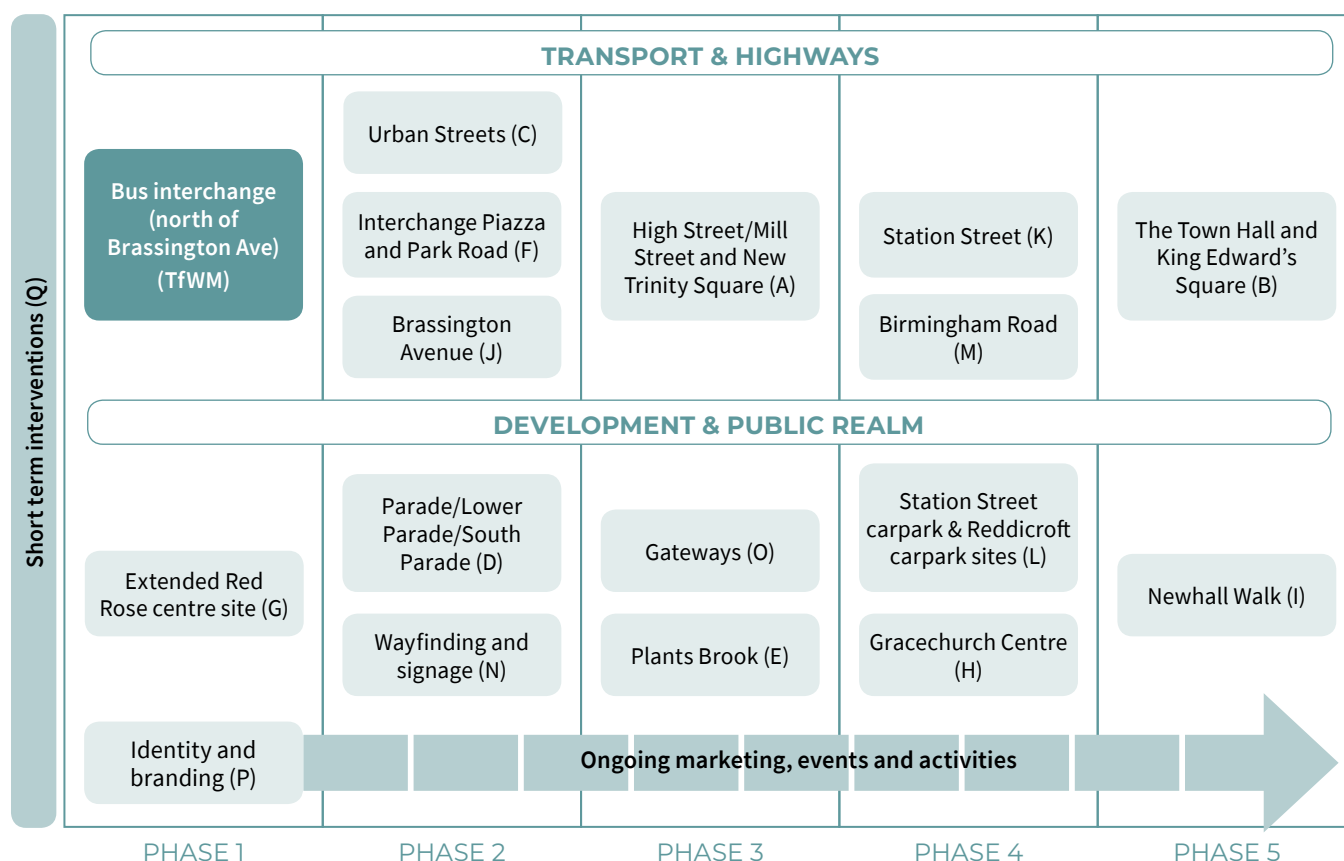 Short term interventions (Q)
TRANSPORT & HIGHWAYS
Bus interchange
(north of
Brassington Ave)
(TfWM)
Urban Streets (C)
Interchange Piazza
and Park Road (F)
Brassington
Avenue (J)
High Street/Mill
Street and New
Trinity Square (A)
Station Street (K)
Birmingham Road
(M)
The Town Hall and
King Edward’s
Square (B)
DEVELOPMENT & PUBLIC REALM
Extended Red
Rose centre site (G)
Parade/Lower
Parade/South
Parade (D)
Wayfinding and
signage (N)
Gateways (O)
Plants Brook (E)
Station Street
carpark & Reddicroft
carpark sites (L)
Gracechurch Centre
(H)
Newhall Walk (I)
Identity and
branding (P)
Ongoing marketing, events and activities
PHASE 1
PHASE 2
PHASE 3
PHASE 4
PHASE 5